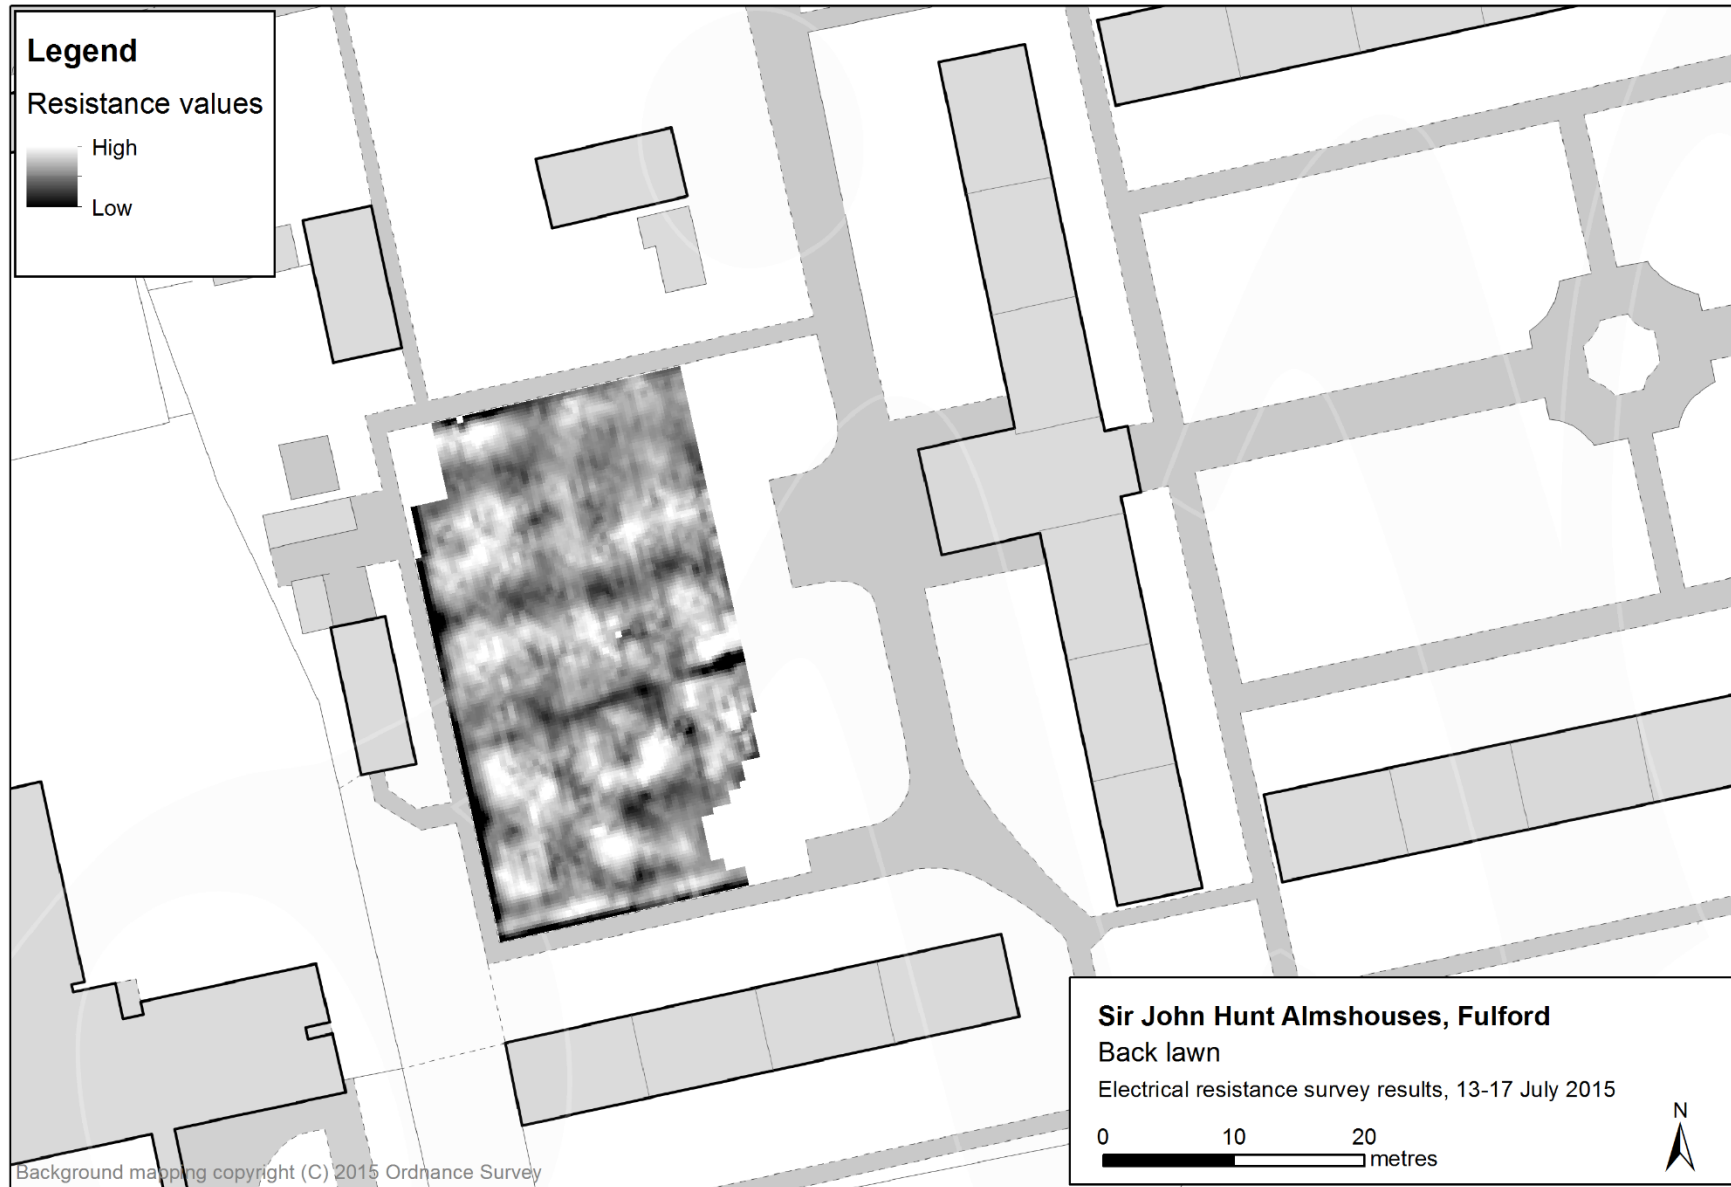 Legend
Resistance values
High
Low
Sir John Hunt Almshouses, Fulford
Back lawn
Electrical resistance survey results, 13-17 July 2015
N
0 10 20
metres
Background mapping copyright (C) 2015 Ordnance Survey